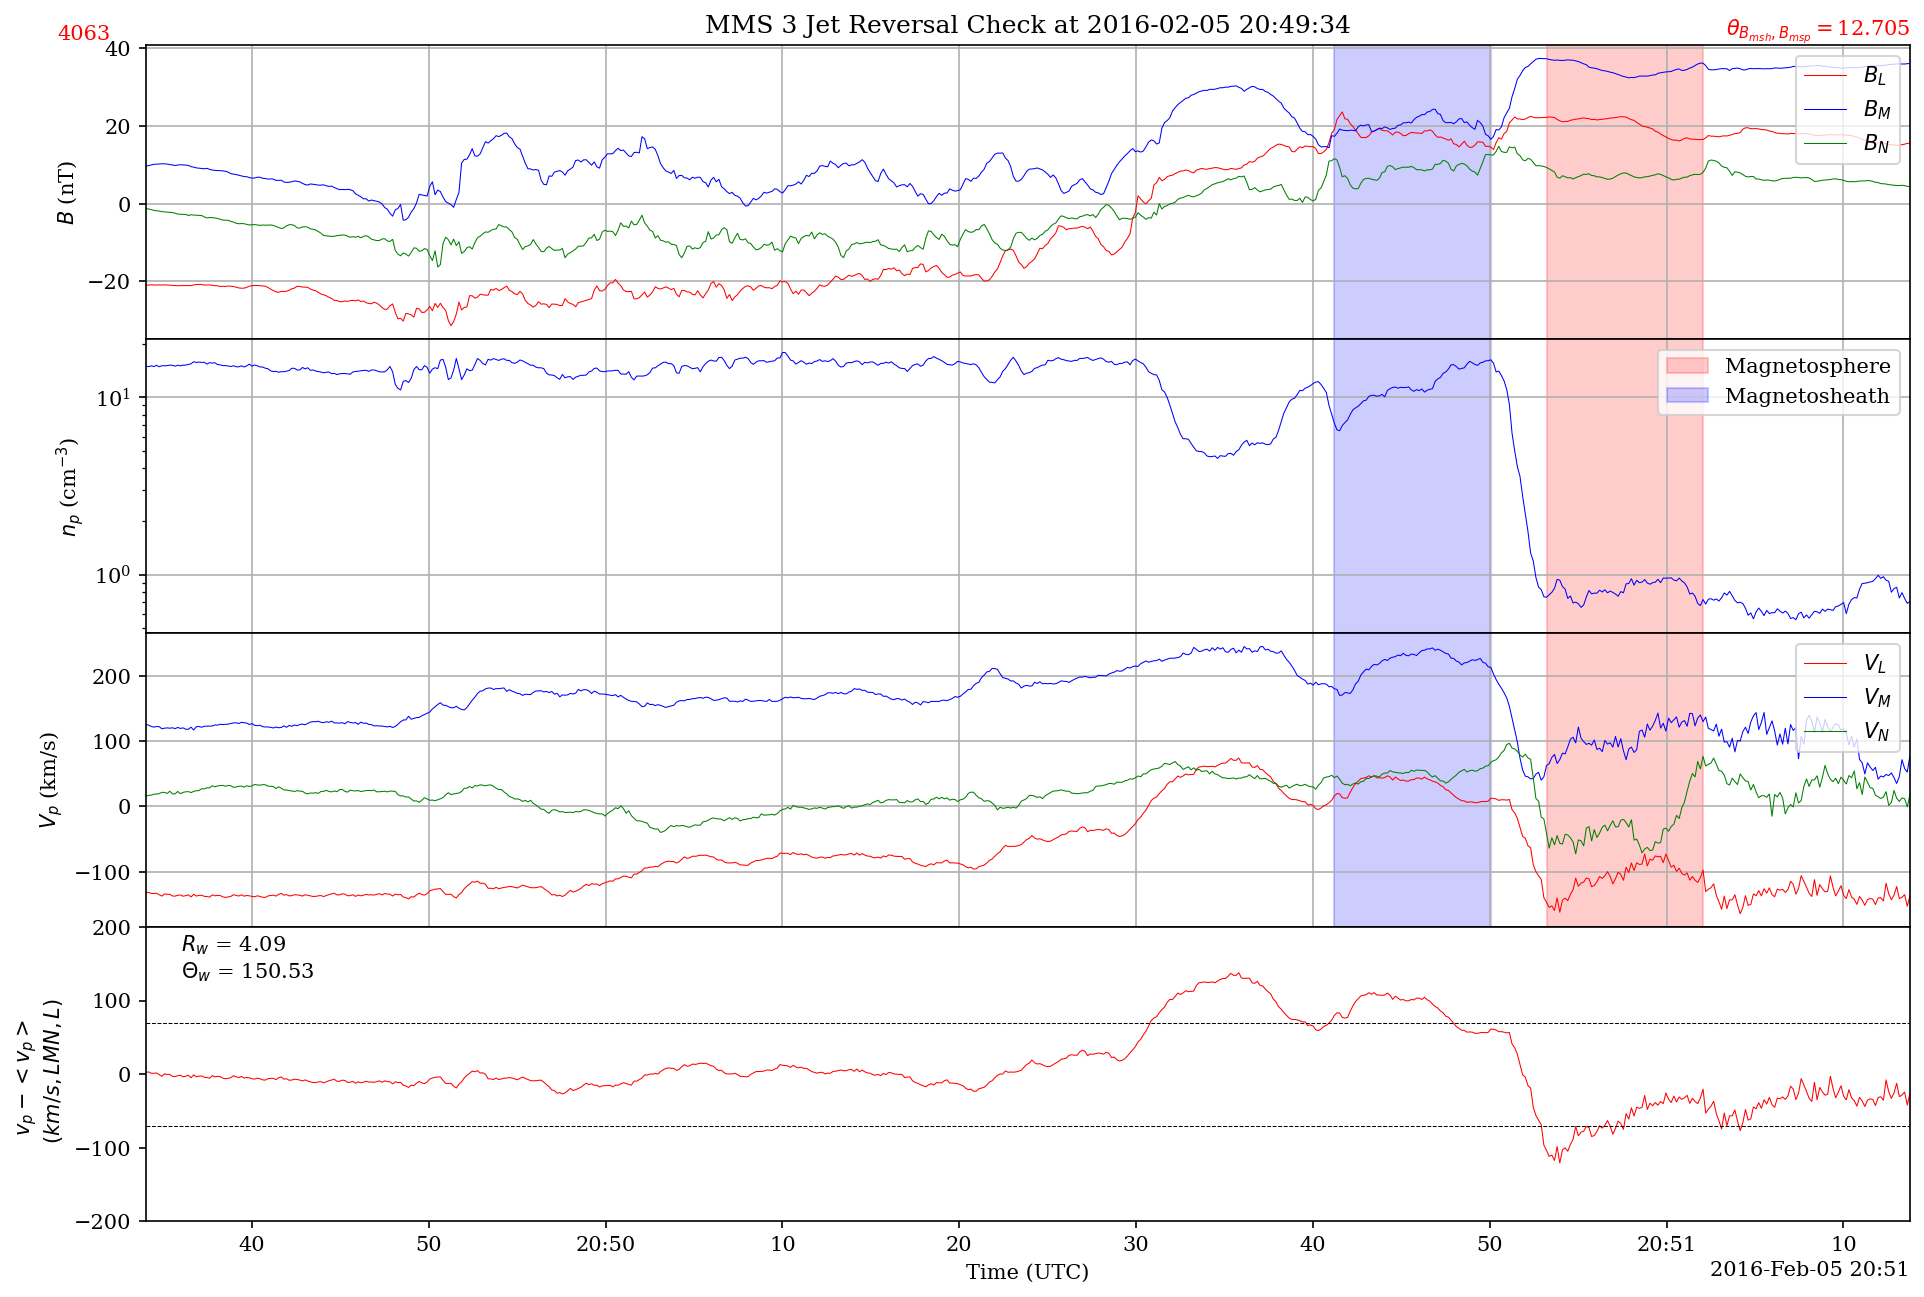 MMS 3 Jet Reversal Check at 2016-02-05 20:49:34
4063
θ_{B_{msh}, B_{msp}} = 12.705
40
20
0
−20
B (nT)
B_L
B_M
B_N
10¹
10⁰
n_p (cm⁻³)
Magnetosphere
Magnetosheath
200
100
0
−100
V_p (km/s)
V_L
V_M
V_N
200
100
0
−100
−200
v_p − < v_p >
(km/s, LMN, L)
R_w = 4.09
Θ_w = 150.53
40 50 20:50 10 20 30 40 50 20:51 10
Time (UTC)
2016-Feb-05 20:51